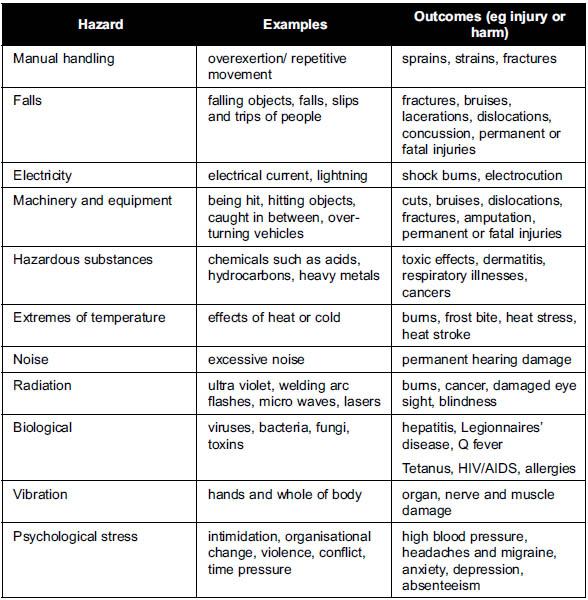 Hazard
Examples
Outcomes (eg injury or
harm)
Manual handling
overexertion/ repetitive
movement
sprains, strains, fractures
Falls
falling objects, falls, slips
and trips of people
fractures, bruises,
lacerations, dislocations,
concussion, permanent or
fatal injuries
Electricity
electrical current, lightning
shock burns, electrocution
Machinery and equipment
being hit, hitting objects,
caught in between, over-
turning vehicles
cuts, bruises, dislocations,
fractures, amputation,
permanent or fatal injuries
Hazardous substances
chemicals such as acids,
hydrocarbons, heavy metals
toxic effects, dermatitis,
respiratory illnesses,
cancers
Extremes of temperature
effects of heat or cold
burns, frost bite, heat stress,
heat stroke
Noise
excessive noise
permanent hearing damage
Radiation
ultra violet, welding arc
flashes, micro waves, lasers
burns, cancer, damaged eye
sight, blindness
Biological
viruses, bacteria, fungi,
toxins
hepatitis, Legionnaires'
disease, Q fever
Tetanus, HIV/AIDS, allergies
Vibration
hands and whole of body
organ, nerve and muscle
damage
Psychological stress
intimidation, organisational
change, violence, conflict,
time pressure
high blood pressure,
headaches and migraine,
anxiety, depression,
absenteeism